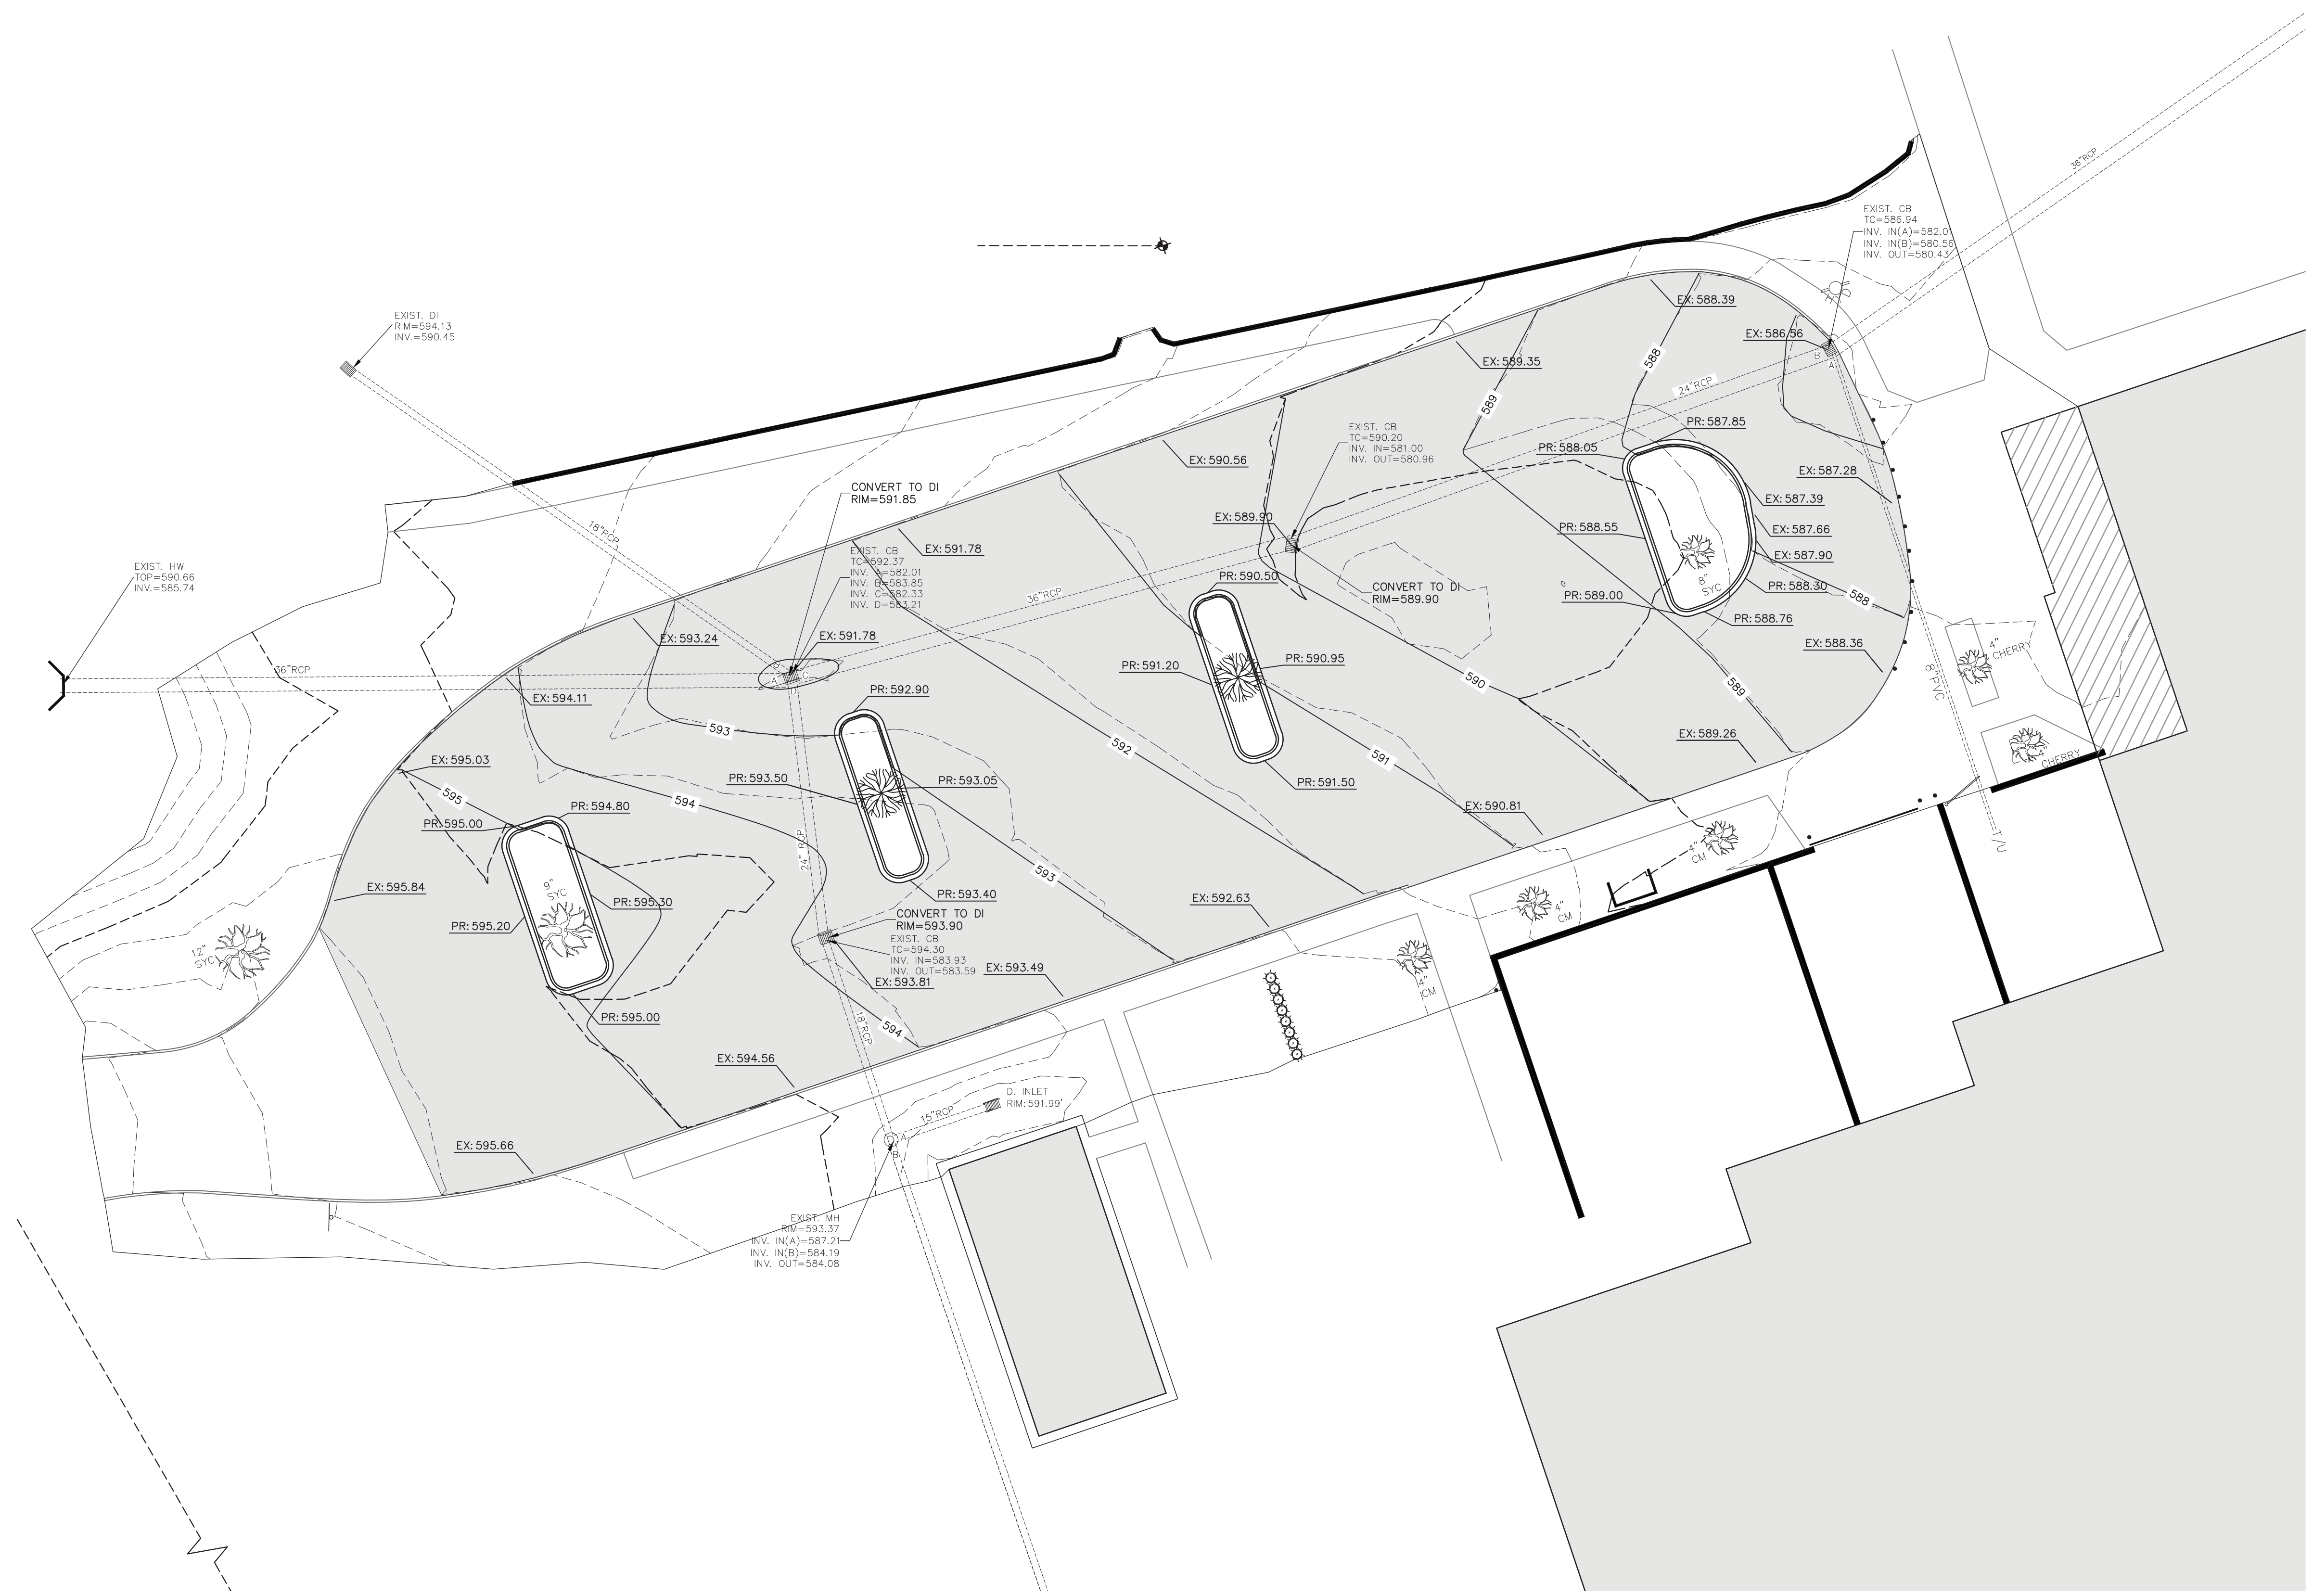 36"RCP
EXIST. CB
TC=586.94
INV. IN(A)=582.01
INV. IN(B)=580.56
INV. OUT=580.43
EX: 588.39
EXIST. DI
RIM=594.13
INV.=590.45
EX: 586.56
588
B
A
EX: 589.35
24"RCP
589
PR: 587.85
EXIST. CB
TC=590.20
INV. IN=581.00
INV. OUT=580.96
PR: 588.05
EX: 590.56
EX: 587.28
CONVERT TO DI
RIM=591.85
EX: 587.39
EX: 589.90
18"RCP
PR: 588.55
EX: 587.66
EX: 591.78
EXIST. CB
TC=592.37
INV. A=582.01
INV. B=583.85
INV. C=582.33
INV. D=583.21
EX: 587.90
EXIST. HW
TOP=590.66
INV.=585.74
PR: 590.50
8"
SYC
PR: 588.30
CONVERT TO DI
RIM=589.90
36"RCP
PR: 589.00
588
PR: 588.76
EX: 593.24
EX: 591.78
EX: 588.36
4"
CHERRY
PR: 591.20
PR: 590.95
36"RCP
B
A
C
D
590
589
8"PVC
PR: 592.90
EX: 594.11
593
EX: 589.26
592
591
4"
CHERRY
EX: 595.03
PR: 593.50
PR: 593.05
PR: 591.50
595
594
PR: 594.80
EX: 590.81
PR: 595.00
T/U
4"
CM
24" RCP
593
EX: 595.84
9"
SYC
PR: 593.40
PR: 595.30
EX: 592.63
4"
CM
CONVERT TO DI
RIM=593.90
PR: 595.20
EXIST. CB
TC=594.30
INV. IN=583.93
INV. OUT=583.59
12"
SYC
EX: 593.49
EX: 593.81
4"
CM
PR: 595.00
18"RCP
594
EX: 594.56
D. INLET
RIM: 591.99'
15"RCP
A
B
EX: 595.66
EXIST. MH
RIM=593.37
INV. IN(A)=587.21
INV. IN(B)=584.19
INV. OUT=584.08